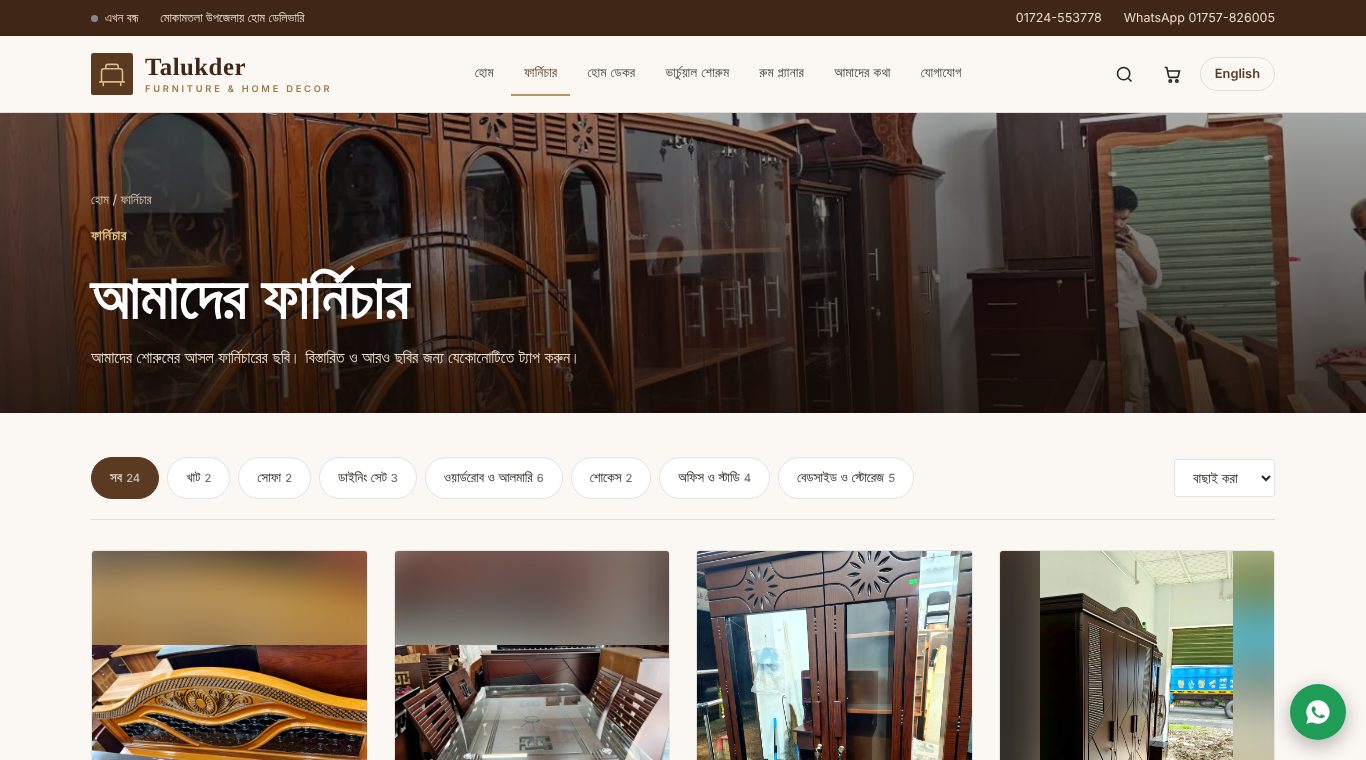 এখন বন্ধ
মোকামতলা উপজেলায় হোম ডেলিভারি
01724-553778
WhatsApp 01757-826005
Talukder
FURNITURE & HOME DECOR
হোম
ফার্নিচার
হোম ডেকর
ভার্চুয়াল শোরুম
রুম প্ল্যানার
আমাদের কথা
যোগাযোগ
English
হোম / ফার্নিচার
ফার্নিচার
আমাদের ফার্নিচার
আমাদের শোরুমের আসল ফার্নিচারের ছবি। বিস্তারিত ও আরও ছবির জন্য যেকোনোটিতে ট্যাপ করুন।
সব 24
খাট 2
সোফা 2
ডাইনিং সেট 3
ওয়ার্ডরোব ও আলমারি 6
শোকেস 2
অফিস ও স্টাডি 4
বেডসাইড ও স্টোরেজ 5
বাছাই করা